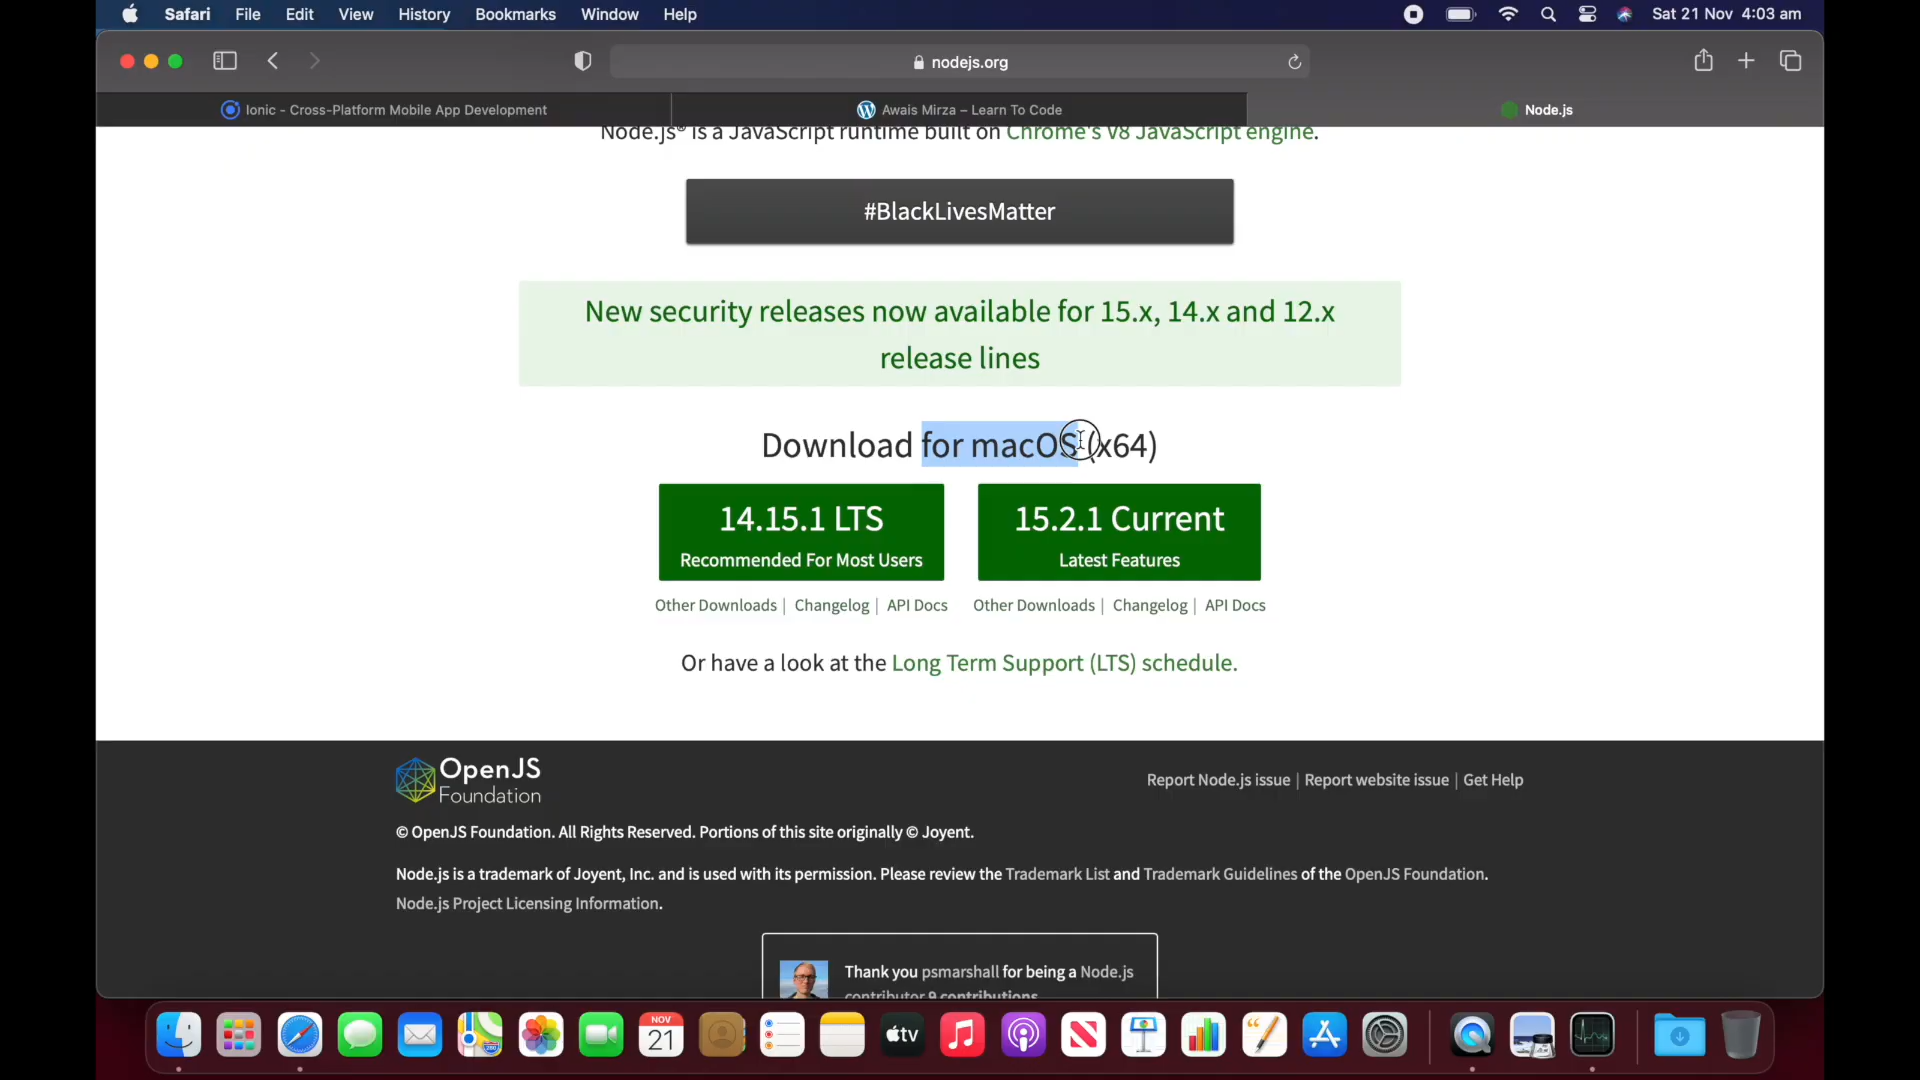 Safari File Edit View History Bookmarks Window Help Sat 21 Nov 4:03 am
nodejs.org
Ionic - Cross-Platform Mobile App Development
Awais Mirza – Learn To Code
Node.js
Node.js® is a JavaScript runtime built on Chrome's V8 JavaScript engine.
#BlackLivesMatter
New security releases now available for 15.x, 14.x and 12.x
release lines
Download for macOS (x64)
14.15.1 LTS
Recommended For Most Users
15.2.1 Current
Latest Features
Other Downloads | Changelog | API Docs
Other Downloads | Changelog | API Docs
Or have a look at the Long Term Support (LTS) schedule.
OpenJS
Foundation
Report Node.js issue | Report website issue | Get Help
© OpenJS Foundation. All Rights Reserved. Portions of this site originally © Joyent.
Node.js is a trademark of Joyent, Inc. and is used with its permission. Please review the Trademark List and Trademark Guidelines of the OpenJS Foundation.
Node.js Project Licensing Information.
Thank you psmarshall for being a Node.js
contributor 9 contributions
NOV
21
tv